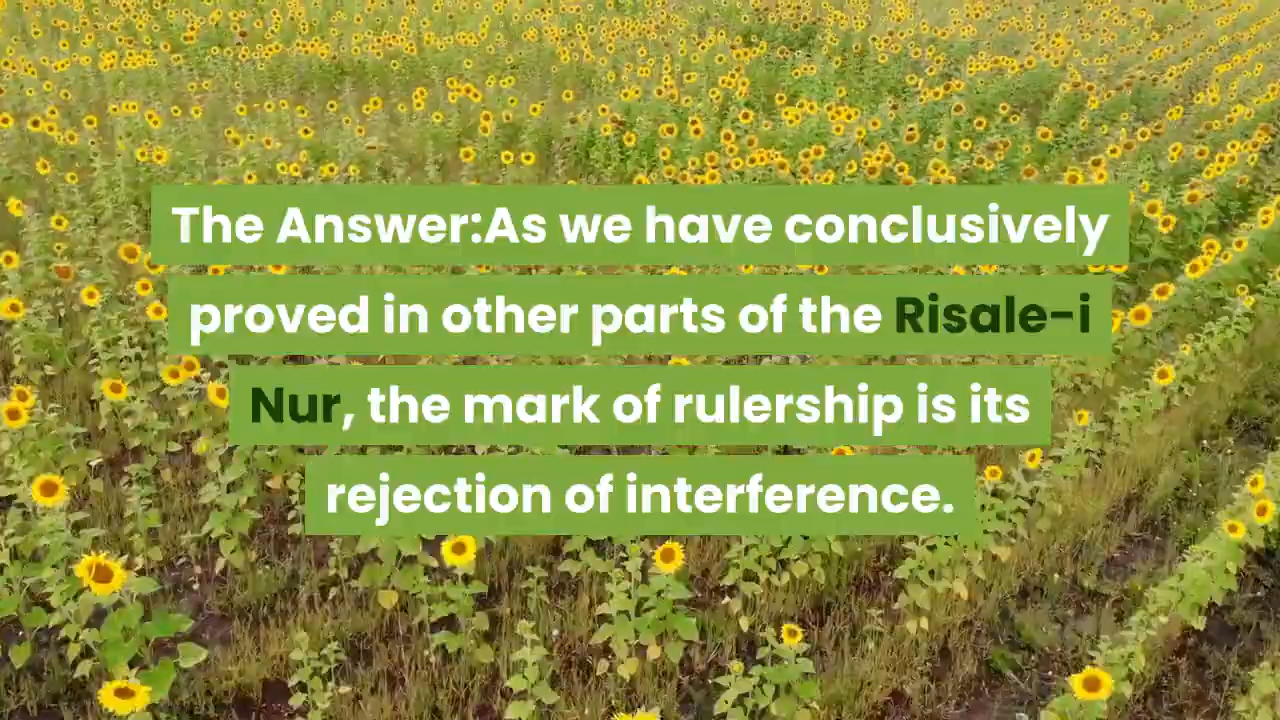 The Answer:As we have conclusively
proved in other parts of the Risale-i
Nur, the mark of rulership is its
rejection of interference.